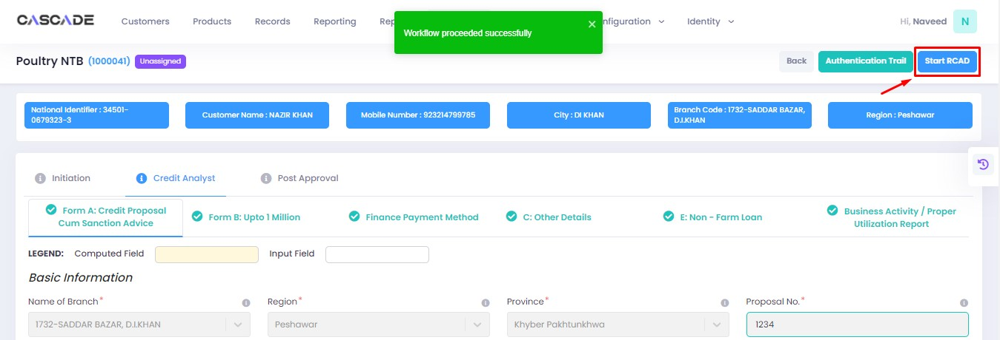 CASCADE
Customers
Products
Records
Reporting
Workflow proceeded successfully
×
nfiguration
Identity
Hi, Naveed
N
Poultry NTB (1000041) Unassigned
Back
Authentication Trail
Start RCAD
National Identifier : 34501-
0679323-3
Customer Name : NAZIR KHAN
Mobile Number : 923214799785
City : DI KHAN
Branch Code : 1732-SADDAR BAZAR,
D.I.KHAN
Region : Peshawar
Initiation
Credit Analyst
Post Approval
Form A: Credit Proposal
Cum Sanction Advice
Form B: Upto 1 Million
Finance Payment Method
C: Other Details
E: Non - Farm Loan
Business Activity / Proper
Utilization Report
LEGEND: Computed Field
Input Field
Basic Information
Name of Branch*
Region*
Province*
Proposal No.*
1732-SADDAR BAZAR, D.I.KHAN
Peshawar
Khyber Pakhtunkhwa
1234